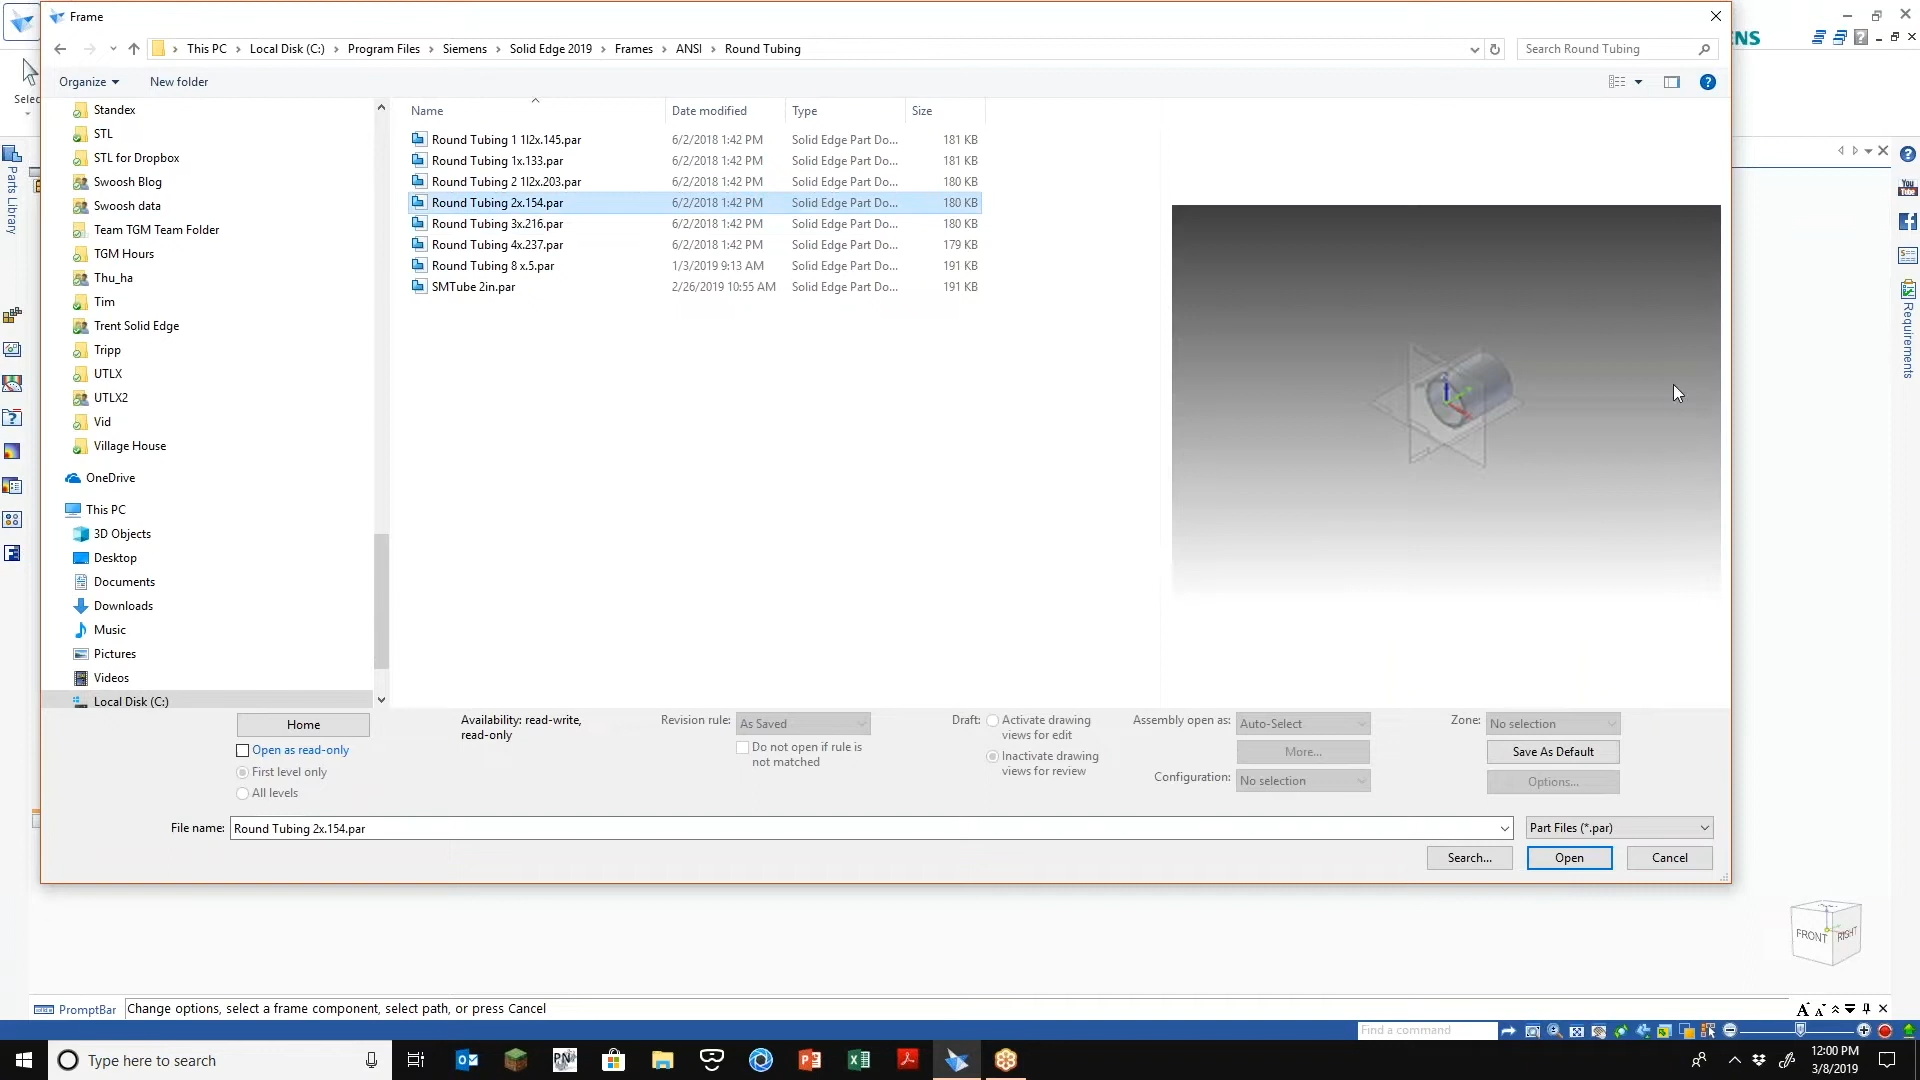 Frame
This PC > Local Disk (C:) > Program Files > Siemens > Solid Edge 2019 > Frames > ANSI > Round Tubing
Search Round Tubing
NS
Organize
New folder
Selec
Parts Library
Standex
STL
STL for Dropbox
Swoosh Blog
Swoosh data
Team TGM Team Folder
TGM Hours
Thu_ha
Tim
Trent Solid Edge
Tripp
UTLX
UTLX2
Vid
Village House
OneDrive
This PC
3D Objects
Desktop
Documents
Downloads
Music
Pictures
Videos
Local Disk (C:)
Name Date modified Type Size
Round Tubing 1 1l2x.145.par 6/2/2018 1:42 PM Solid Edge Part Do... 181 KB
Round Tubing 1x.133.par 6/2/2018 1:42 PM Solid Edge Part Do... 181 KB
Round Tubing 2 1l2x.203.par 6/2/2018 1:42 PM Solid Edge Part Do... 180 KB
Round Tubing 2x.154.par 6/2/2018 1:42 PM Solid Edge Part Do... 180 KB
Round Tubing 3x.216.par 6/2/2018 1:42 PM Solid Edge Part Do... 180 KB
Round Tubing 4x.237.par 6/2/2018 1:42 PM Solid Edge Part Do... 179 KB
Round Tubing 8 x.5.par 1/3/2019 9:13 AM Solid Edge Part Do... 191 KB
SMTube 2in.par 2/26/2019 10:55 AM Solid Edge Part Do... 191 KB
You
Tube
Requirements
Home
Open as read-only
First level only
All levels
Availability: read-write,
read-only
Revision rule: As Saved
Do not open if rule is
not matched
Draft: Activate drawing
views for edit
Inactivate drawing
views for review
Assembly open as: Auto-Select
More...
Configuration: No selection
Zone: No selection
Save As Default
Options...
File name: Round Tubing 2x.154.par
Part Files (*.par)
Search... Open Cancel
FRONT RIGHT
PromptBar Change options, select a frame component, select path, or press Cancel
Find a command
Type here to search
12:00 PM
3/8/2019